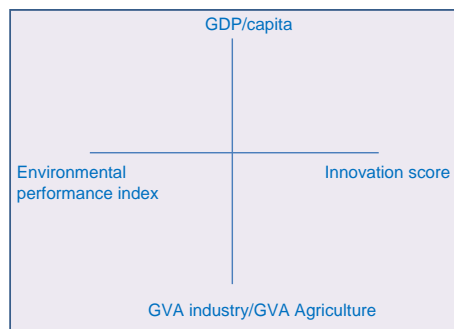 GDP/capita
Environmental
performance index
Innovation score
GVA industry/GVA Agriculture